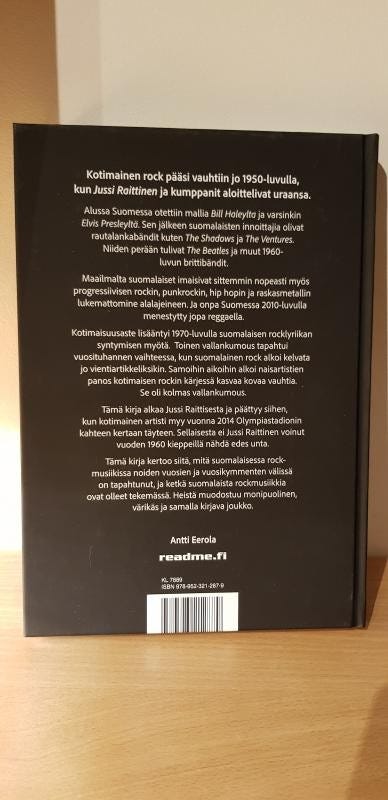 Kotimainen rock pääsi vauhtiin jo 1950-luvulla,
kun Jussi Raittinen ja kumppanit aloittelivat uraansa.
Alussa Suomessa otettiin mallia Bill Haleylta ja varsinkin
Elvis Presleyltä. Sen jälkeen suomalaisten innoittajia olivat
rautalankabändit kuten The Shadows ja The Ventures.
Niiden perään tulivat The Beatles ja muut 1960-
luvun brittibändit.
Maailmalta suomalaiset imaisivat sittemmin nopeasti myös
progressiivisen rockin, punkrockin, hip hopin ja raskasmetallin
lukemattomine alalajeineen. Ja onpa Suomessa 2010-luvulla
menestytty jopa reggaella.
Kotimaisuusaste lisääntyi 1970-luvulla suomalaisen rocklyriikan
syntymisen myötä. Toinen vallankumous tapahtui
vuosituhannen vaihteessa, kun suomalainen rock alkoi kelvata
jo vientiartikkeliksikin. Samoihin aikoihin alkoi naisartistien
panos kotimaisen rockin kärjessä kasvaa kovaa vauhtia.
Se oli kolmas vallankumous.
Tämä kirja alkaa Jussi Raittisesta ja päättyy siihen,
kun kotimainen artisti myy vuonna 2014 Olympiastadionin
kahteen kertaan täyteen. Sellaisesta ei Jussi Raittinen voinut
vuoden 1960 kieppeillä nähdä edes unta.
Tämä kirja kertoo siitä, mitä suomalaisessa rock-
musiikissa noiden vuosien ja vuosikymmenten välissä
on tapahtunut, ja ketkä suomalaista rockmusiikkia
ovat olleet tekemässä. Heistä muodostuu monipuolinen,
värikäs ja samalla kirjava joukko.
Antti Eerola
readme.fi
KL 78.89
ISBN 978-952-321-287-9